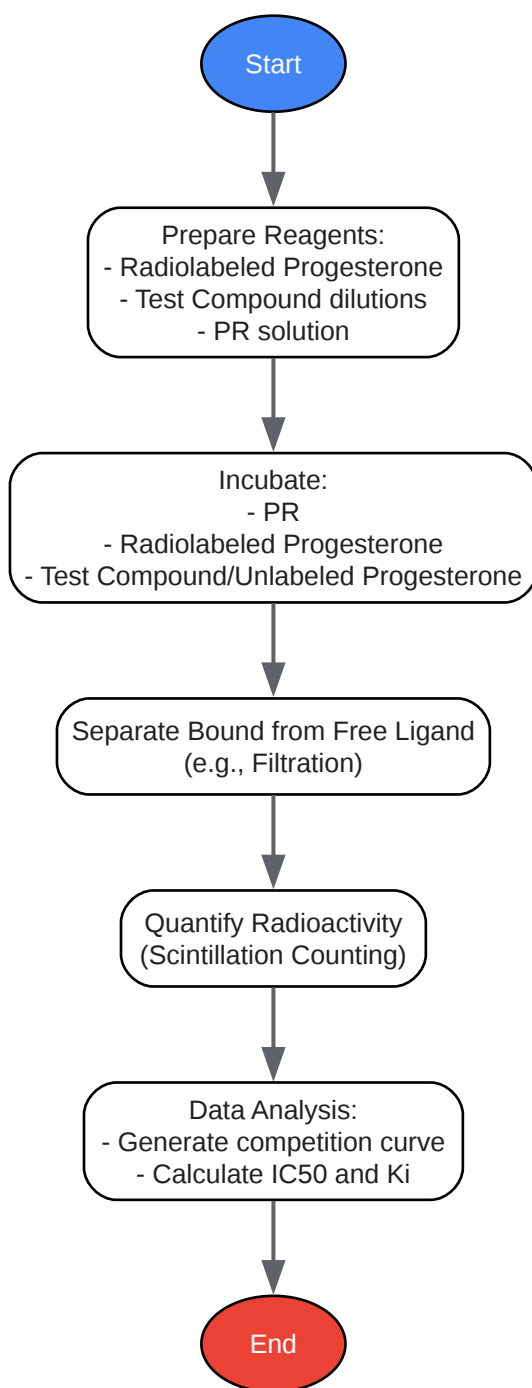 Start
Prepare Reagents:
- Radiolabeled Progesterone
- Test Compound dilutions
- PR solution
Incubate:
- PR
- Radiolabeled Progesterone
- Test Compound/Unlabeled Progesterone
Separate Bound from Free Ligand
(e.g., Filtration)
Quantify Radioactivity
(Scintillation Counting)
Data Analysis:
- Generate competition curve
- Calculate IC50 and Ki
End